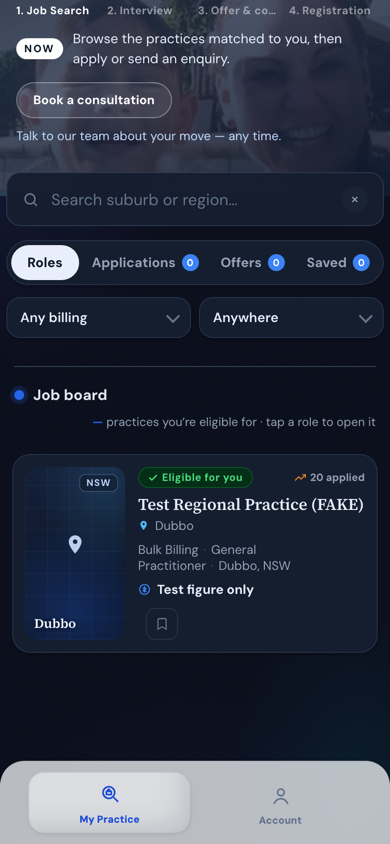 1. Job Search 2. Interview 3. Offer & co... 4. Registration
NOW
Browse the practices matched to you, then
apply or send an enquiry.
Book a consultation
Talk to our team about your move — any time.
Search suburb or region...
×
Roles Applications 0 Offers 0 Saved 0
Any billing Anywhere
Job board
— practices you’re eligible for · tap a role to open it
NSW
Dubbo
✓ Eligible for you 20 applied
Test Regional Practice (FAKE)
Dubbo
Bulk Billing · General
Practitioner · Dubbo, NSW
Test figure only
My Practice Account